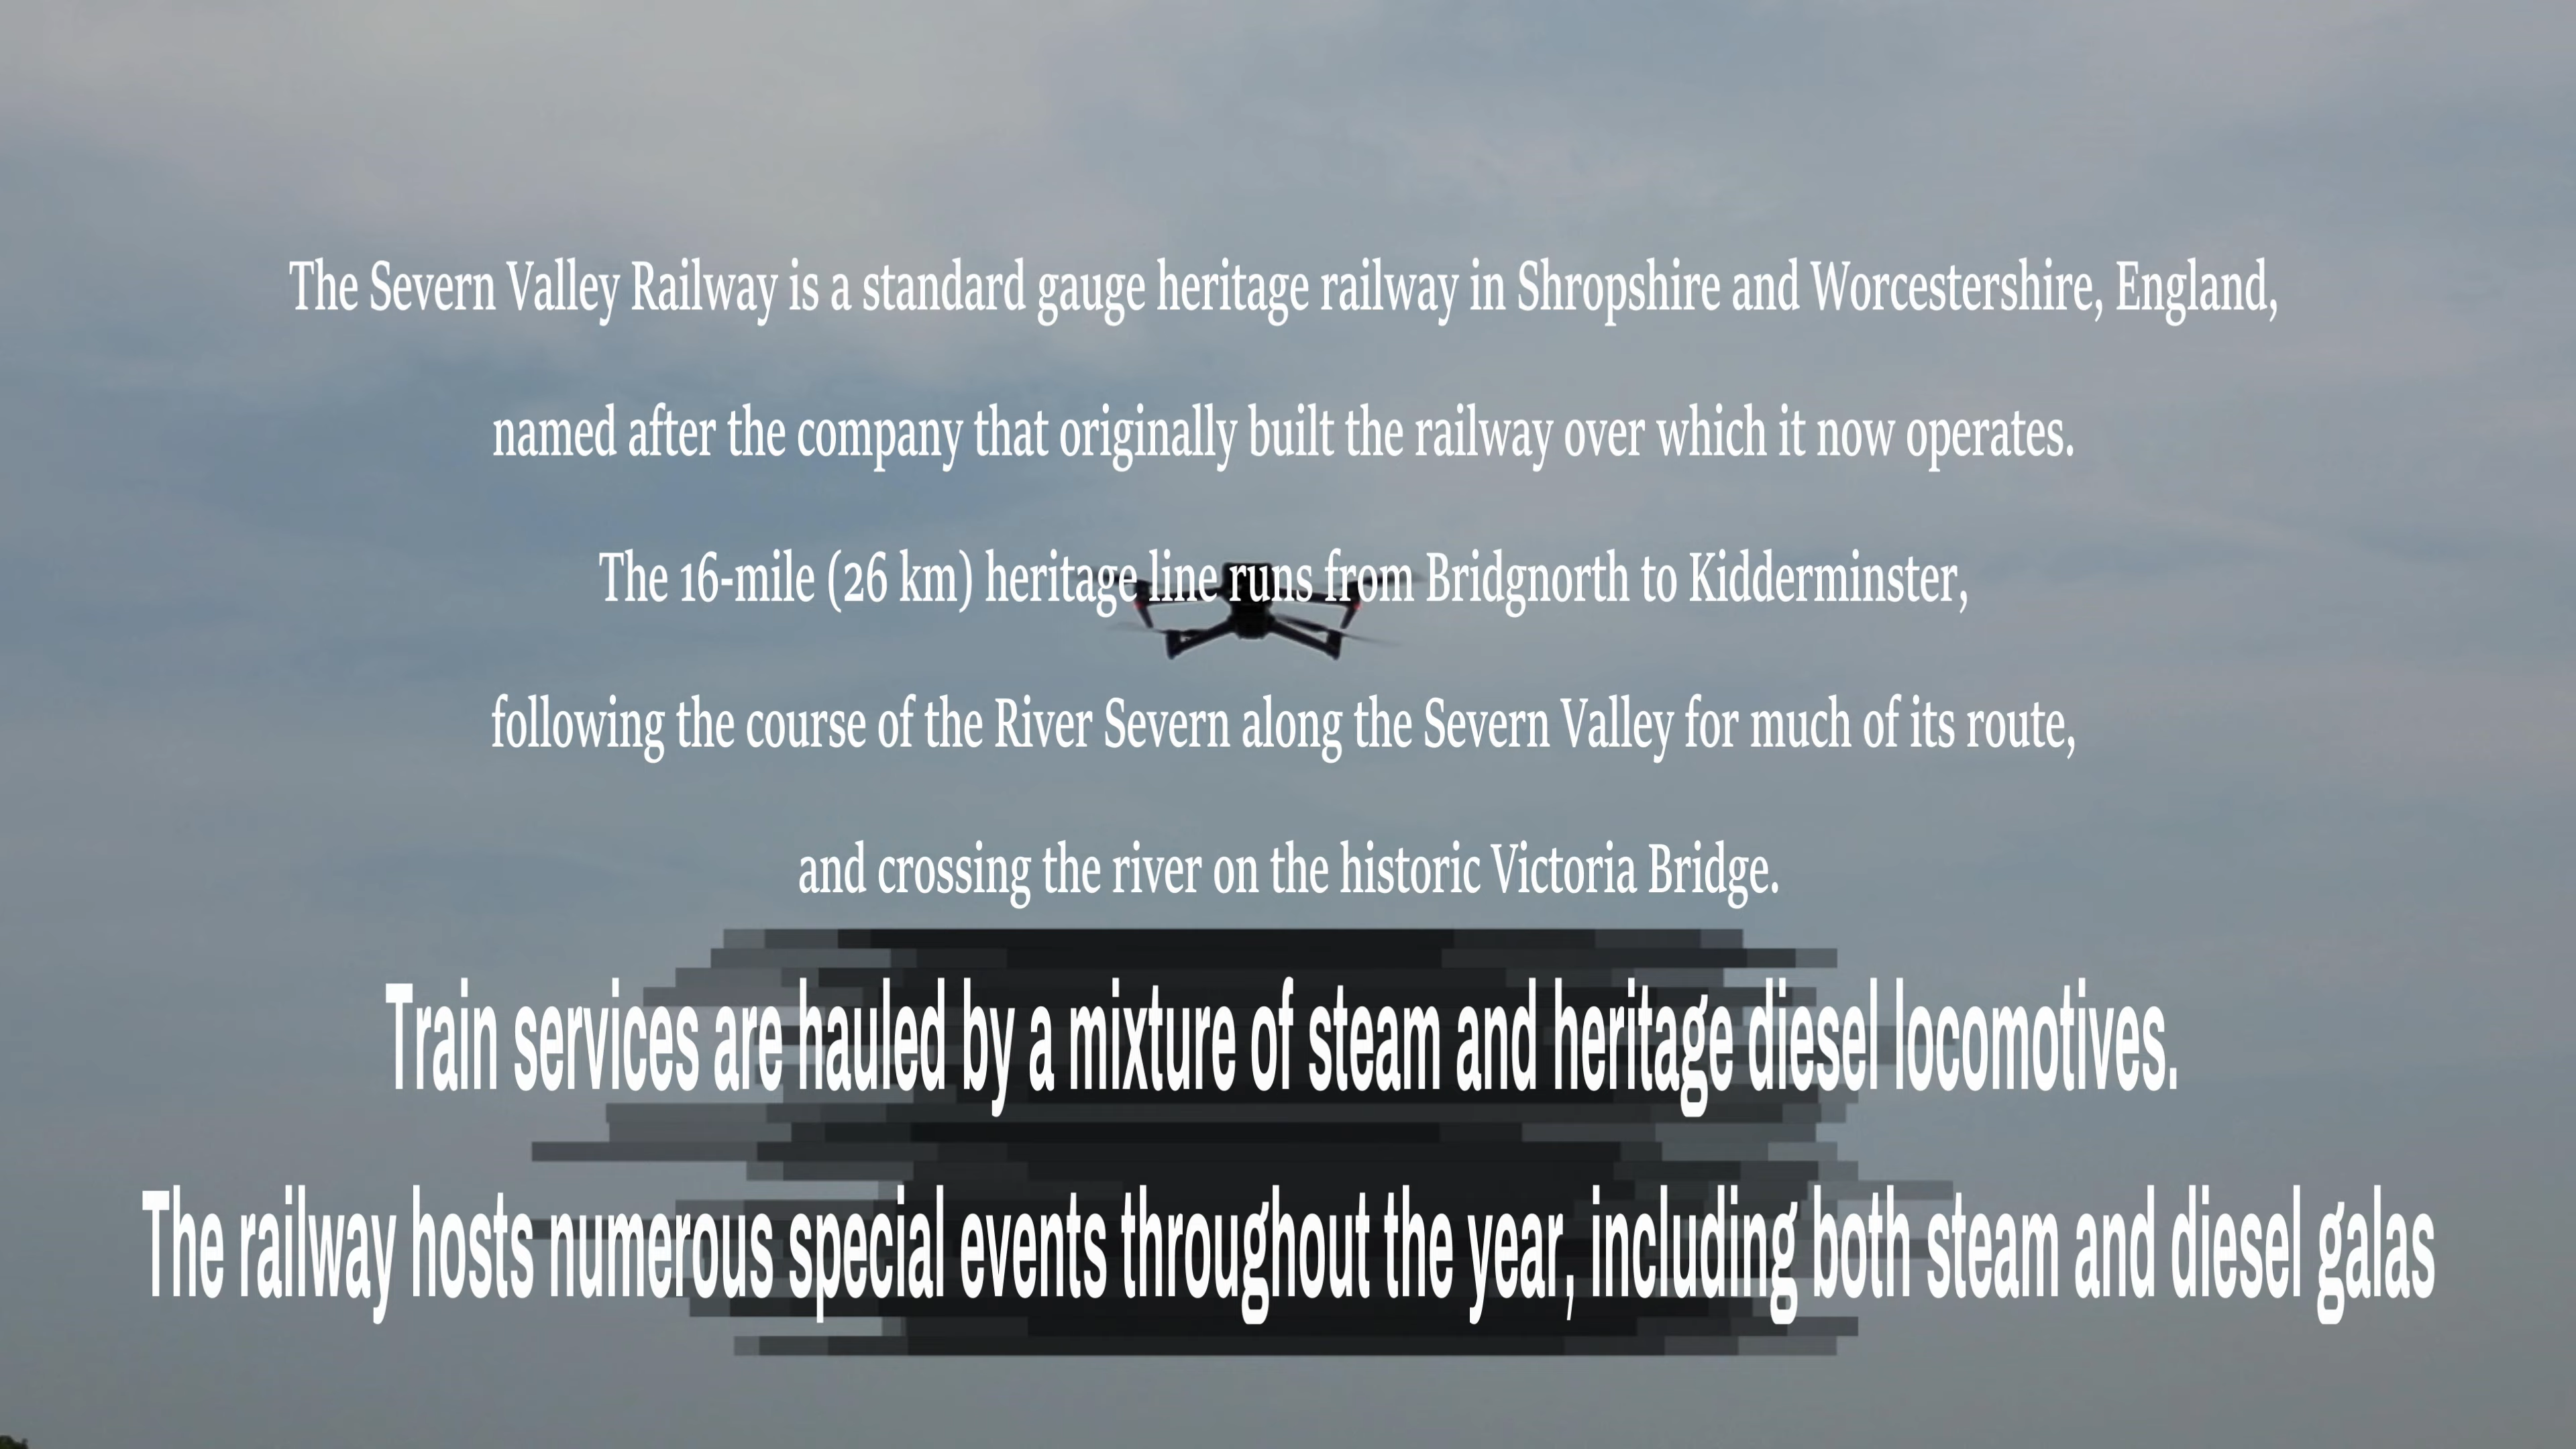 The Severn Valley Railway is a standard gauge heritage railway in Shropshire and Worcestershire, England,
named after the company that originally built the railway over which it now operates.
The 16-mile (26 km) heritage line runs from Bridgnorth to Kidderminster,
following the course of the River Severn along the Severn Valley for much of its route,
and crossing the river on the historic Victoria Bridge.
Train services are hauled by a mixture of steam and heritage diesel locomotives.
The railway hosts numerous special events throughout the year, including both steam and diesel galas